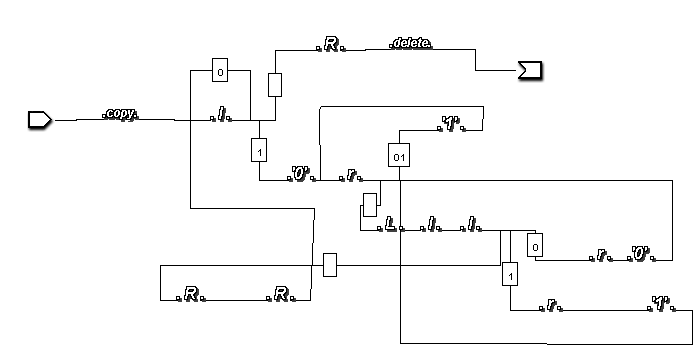 .R. .delete.
0
.copy. .l.
.'1'.
1
01
.'0'. .r.
.L. .l. .l.
0
.r. .'0'.
1
.R. .R.
.r. .'1'.